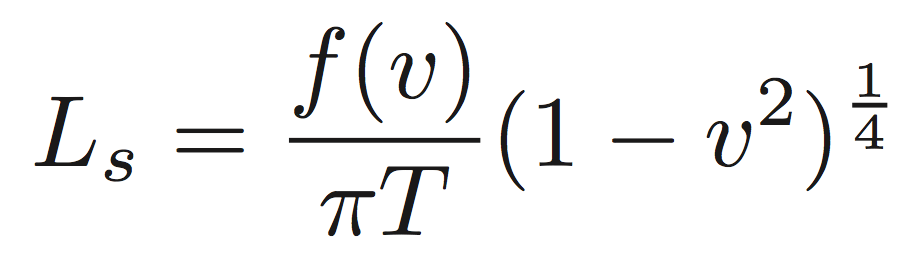 L_s = \frac{f(v)}{\pi T}(1 - v^2)^{\frac{1}{4}}